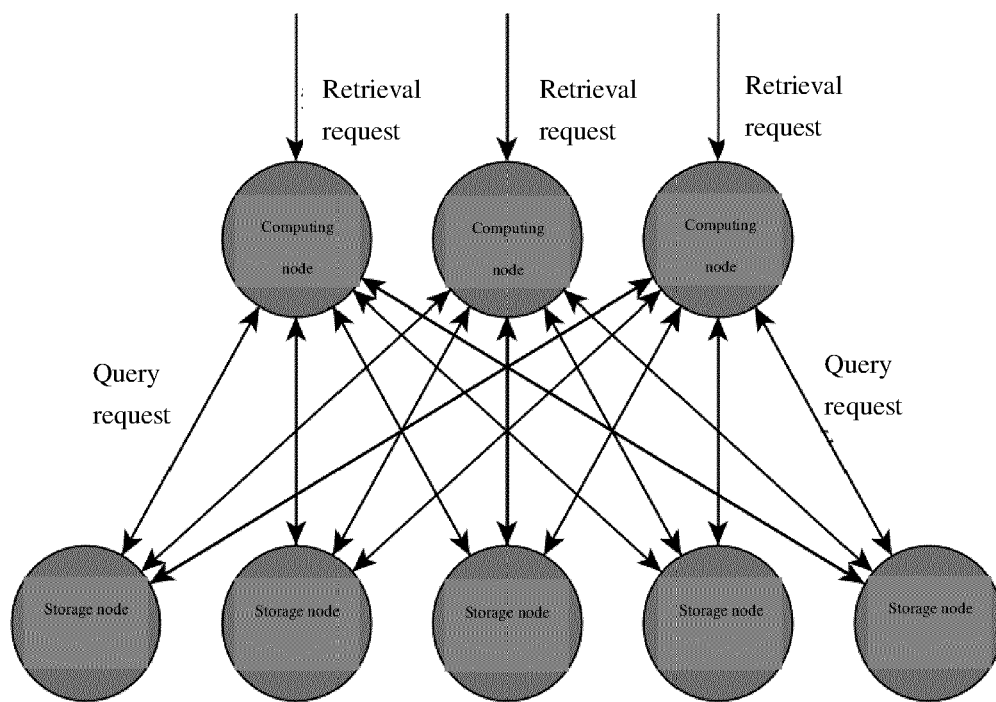 Retrieval
request
Retrieval
request
Retrieval
request
Computing
node
Computing
node
Computing
node
Query
request
Query
request
Storage node
Storage node
Storage node
Storage node
Storage node